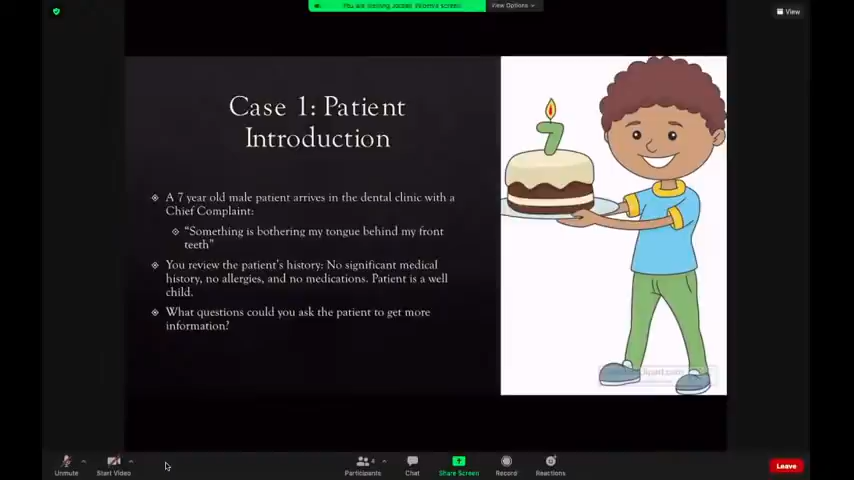 View Options
View
Case 1: Patient
Introduction
A 7 year old male patient arrives in the dental clinic with a
Chief Complaint:
“Something is bothering my tongue behind my front
teeth”
You review the patient's history: No significant medical
history, no allergies, and no medications. Patient is a well
child.
What questions could you ask the patient to get more
information?
7
Unmute
Start Video
Participants
4
Chat
Share Screen
Record
Reactions
Leave